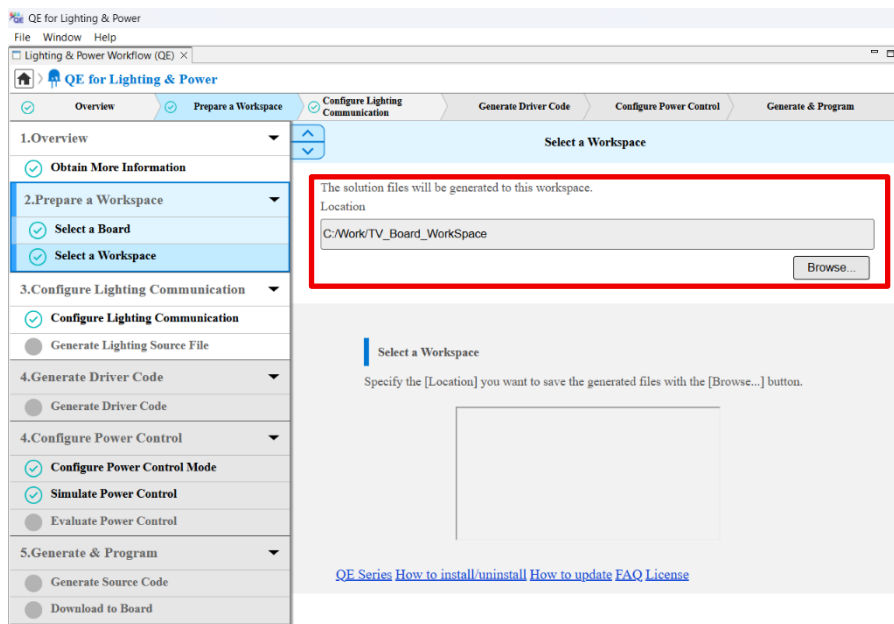 QE for Lighting & Power
File Window Help
Lighting & Power Workflow (QE)
QE for Lighting & Power
Overview
Prepare a Workspace
Configure Lighting
Communication
Generate Driver Code
Configure Power Control
Generate & Program
1.Overview
Obtain More Information
2.Prepare a Workspace
Select a Board
Select a Workspace
3.Configure Lighting Communication
Configure Lighting Communication
Generate Lighting Source File
4.Generate Driver Code
Generate Driver Code
4.Configure Power Control
Configure Power Control Mode
Simulate Power Control
Evaluate Power Control
5.Generate & Program
Generate Source Code
Download to Board
Select a Workspace
The solution files will be generated to this workspace.
Location
C:/Work/TV_Board_WorkSpace
Browse...
Select a Workspace
Specify the [Location] you want to save the generated files with the [Browse...] button.
QE Series How to install/uninstall How to update FAQ License